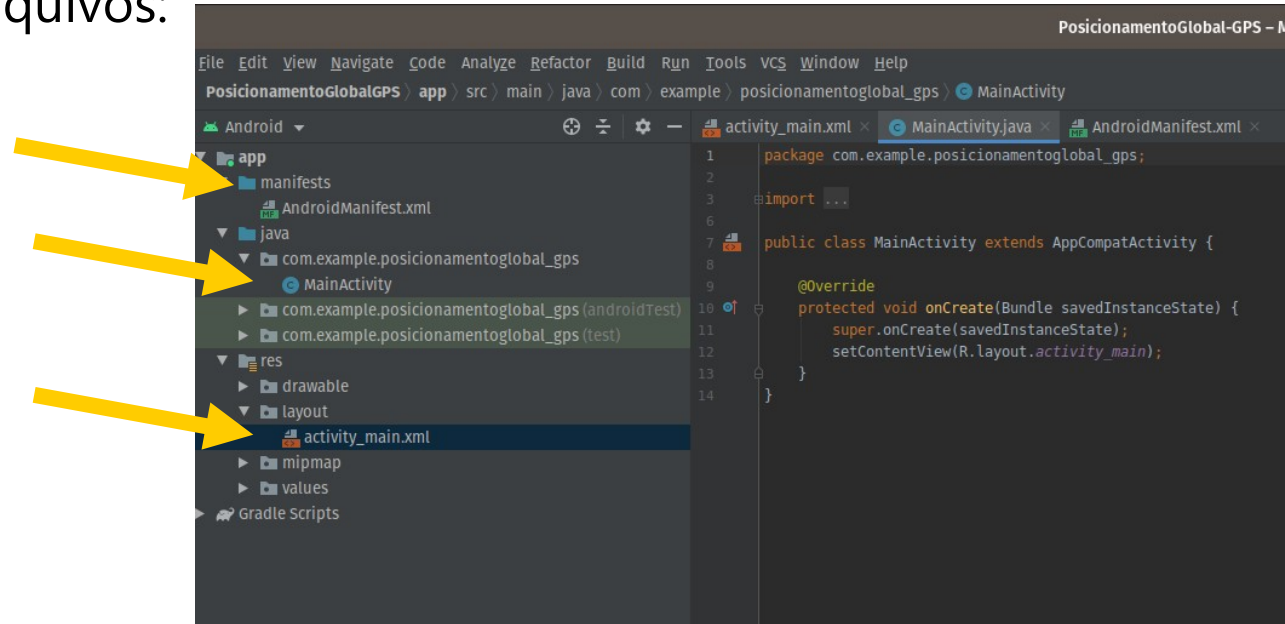 quivos:
PosicionamentoGlobal-GPS – M
File Edit View Navigate Code Analyze Refactor Build Run Tools VCS Window Help
PosicionamentoGlobalGPS 〉 app 〉 src 〉 main 〉 java 〉 com 〉 example 〉 posicionamentoglobal_gps 〉 MainActivity
Android
activity_main.xml × MainActivity.java × AndroidManifest.xml ×
app
manifests
AndroidManifest.xml
java
com.example.posicionamentoglobal_gps
MainActivity
com.example.posicionamentoglobal_gps (androidTest)
com.example.posicionamentoglobal_gps (test)
res
drawable
layout
activity_main.xml
mipmap
values
Gradle Scripts
1 package com.example.posicionamentoglobal_gps;
2
3 import ...
6
7 public class MainActivity extends AppCompatActivity {
8
9 @Override
10 protected void onCreate(Bundle savedInstanceState) {
11 super.onCreate(savedInstanceState);
12 setContentView(R.layout.activity_main);
13 }
14 }